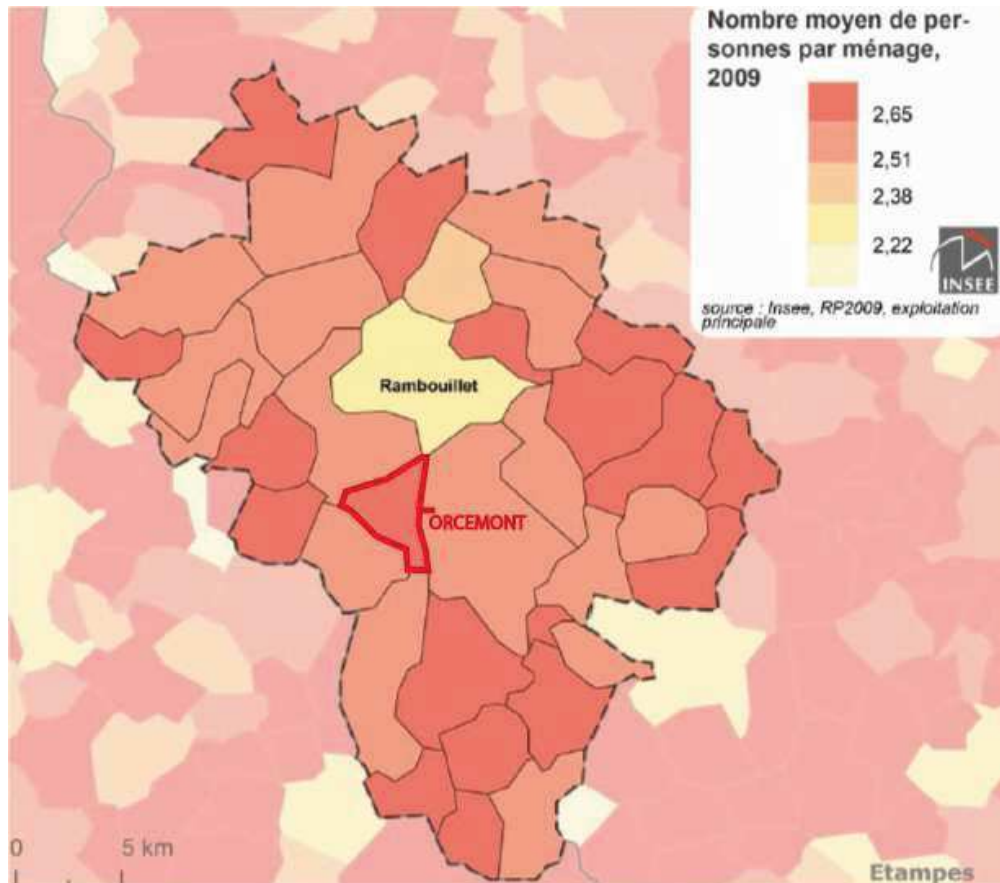 Nombre moyen de per-
sonnes par ménage,
2009
2,65
2,51
2,38
2,22
INSEE
source : Insee, RP2009, exploitation
principale
Rambouillet
ORCEMONT
0 5 km
Etampes